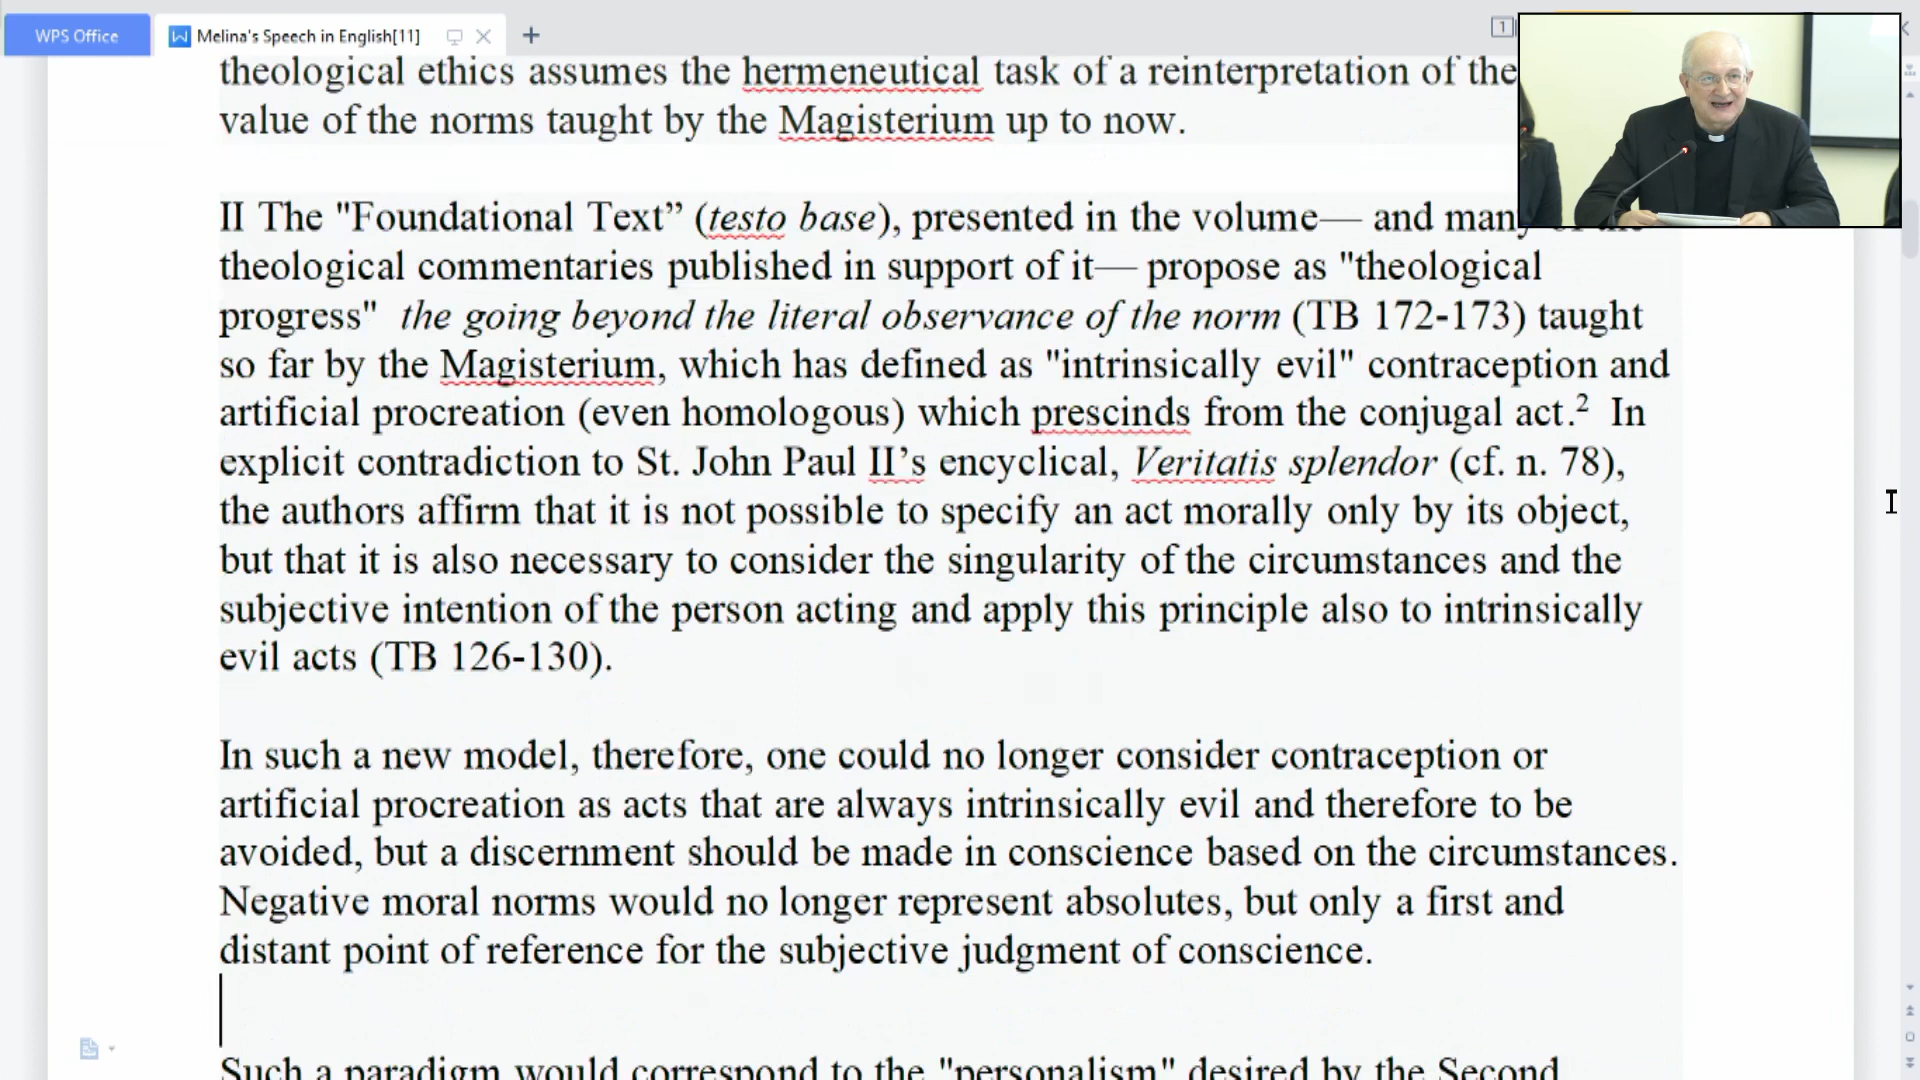 WPS Office
Melina's Speech in English[11]
1
theological ethics assumes the hermeneutical task of a reinterpretation of the
value of the norms taught by the Magisterium up to now.
II The "Foundational Text” (testo base), presented in the volume— and many of the
theological commentaries published in support of it— propose as "theological
progress"  the going beyond the literal observance of the norm (TB 172-173) taught
so far by the Magisterium, which has defined as "intrinsically evil" contraception and
artificial procreation (even homologous) which prescinds from the conjugal act.2  In
explicit contradiction to St. John Paul II’s encyclical, Veritatis splendor (cf. n. 78),
the authors affirm that it is not possible to specify an act morally only by its object,
but that it is also necessary to consider the singularity of the circumstances and the
subjective intention of the person acting and apply this principle also to intrinsically
evil acts (TB 126-130).
In such a new model, therefore, one could no longer consider contraception or
artificial procreation as acts that are always intrinsically evil and therefore to be
avoided, but a discernment should be made in conscience based on the circumstances.
Negative moral norms would no longer represent absolutes, but only a first and
distant point of reference for the subjective judgment of conscience.
Such a paradigm would correspond to the "personalism" desired by the Second